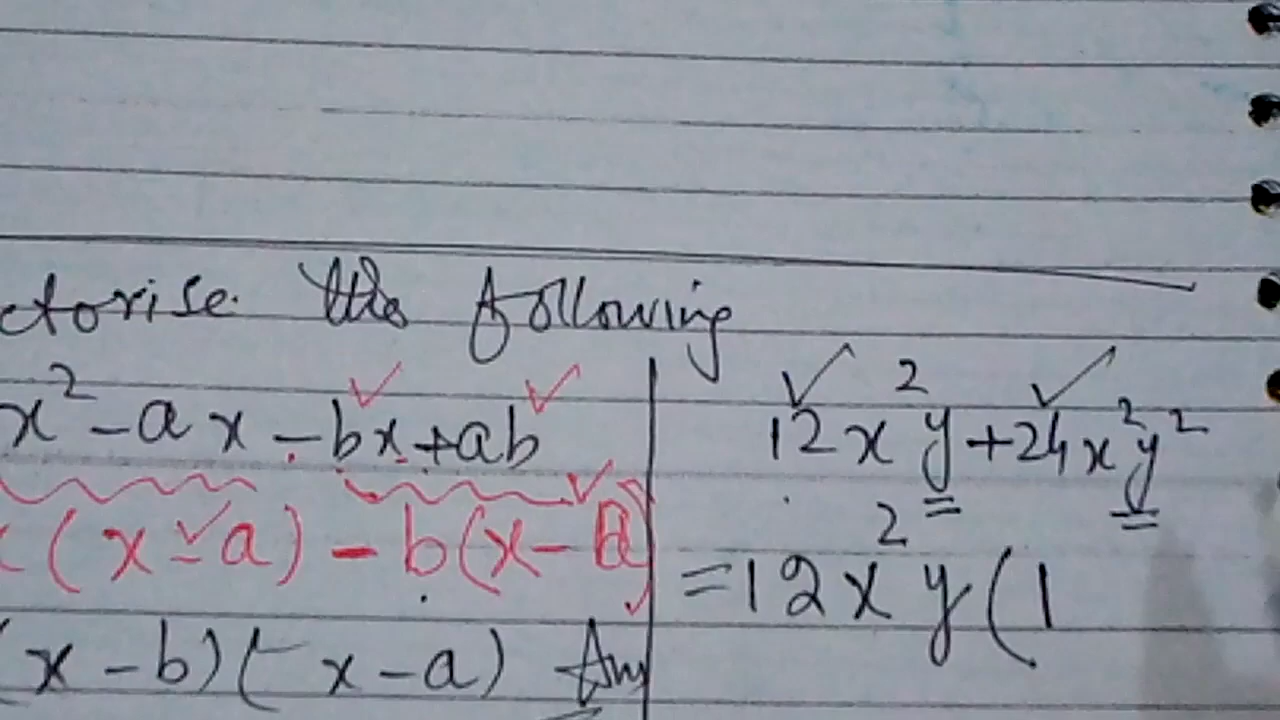 ctorise the following
x² - ax - bx + ab
(x - a) - b(x - a)
(x - b)(x - a) Ans
12x²y + 24x²y²
= 12x²y(1